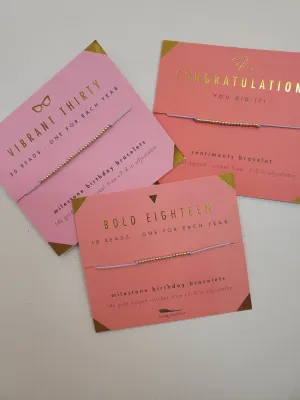 VIBRANT THIRTY
30 BEADS - ONE FOR EACH YEAR
milestone birthday bracelets
CONGRATULATION
YOU DID IT!
sentiments bracelet
BOLD EIGHTEEN
18 BEADS - ONE FOR EACH YEAR
milestone birthday bracelets